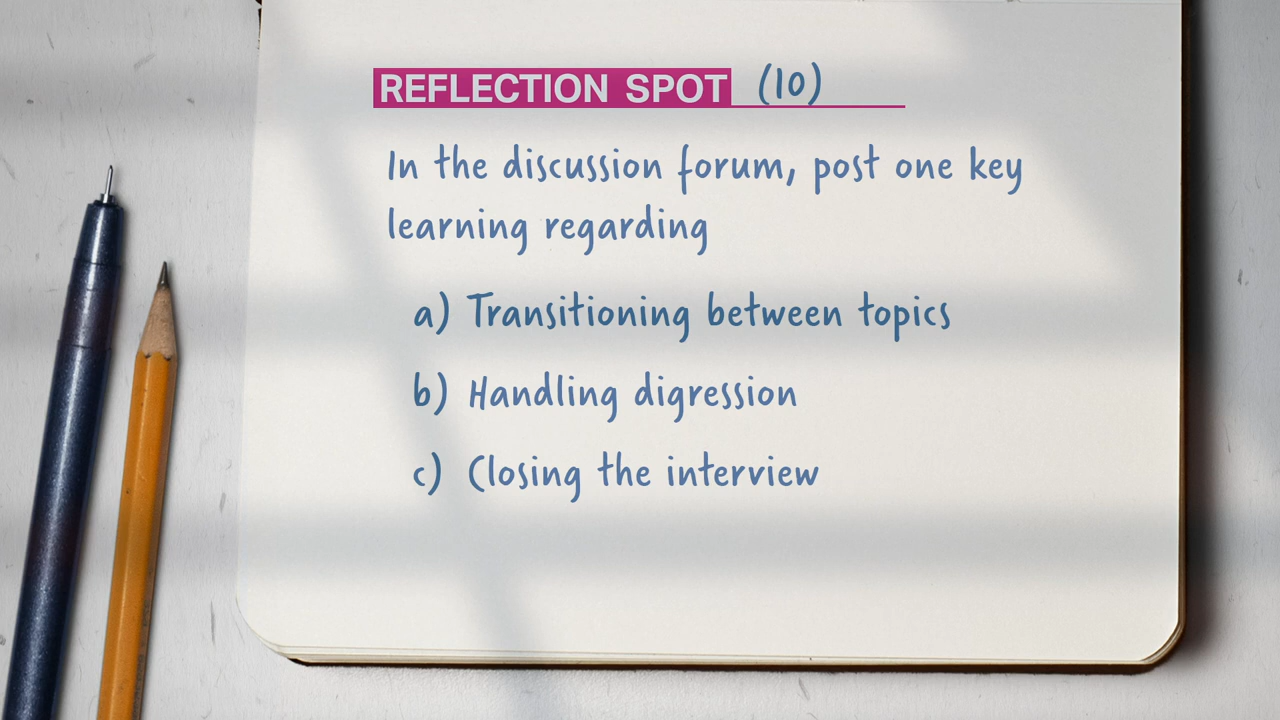 REFLECTION SPOT (10)
In the discussion forum, post one key
learning regarding
a) Transitioning between topics
b) Handling digression
c) Closing the interview